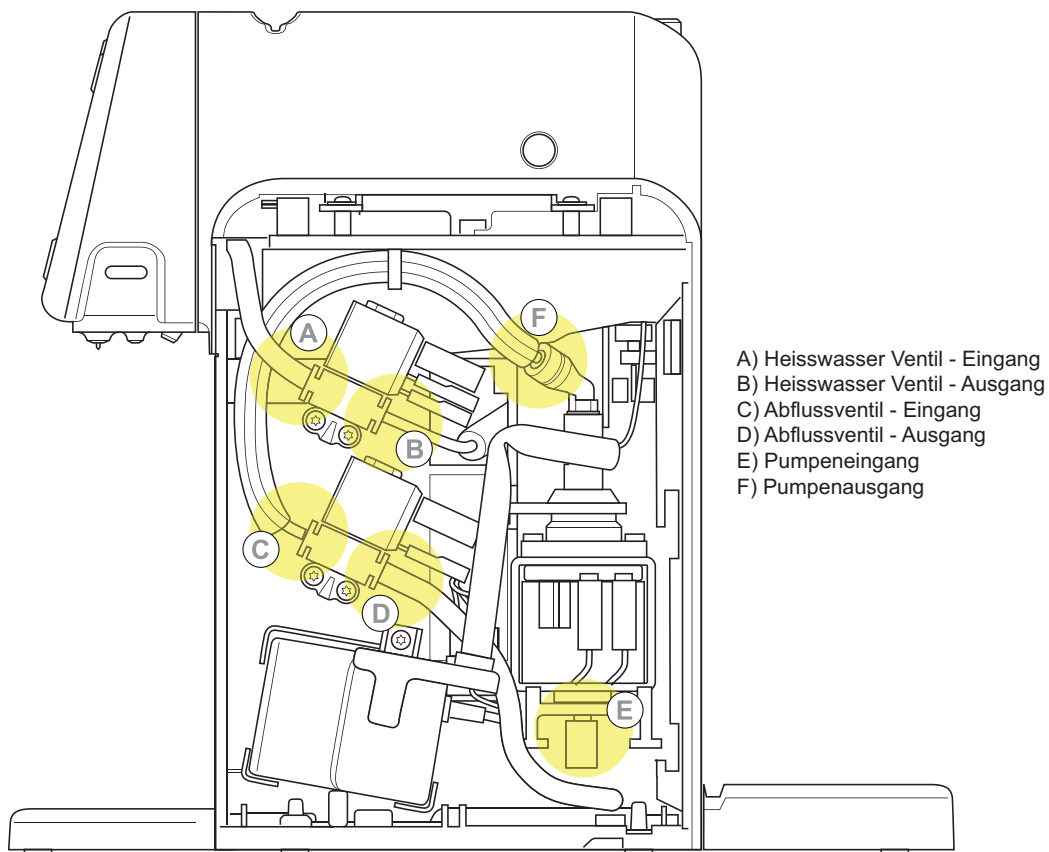 A
F
B
C
D
E
A) Heisswasser Ventil - Eingang
B) Heisswasser Ventil - Ausgang
C) Abflussventil - Eingang
D) Abflussventil - Ausgang
E) Pumpeneingang
F) Pumpenausgang